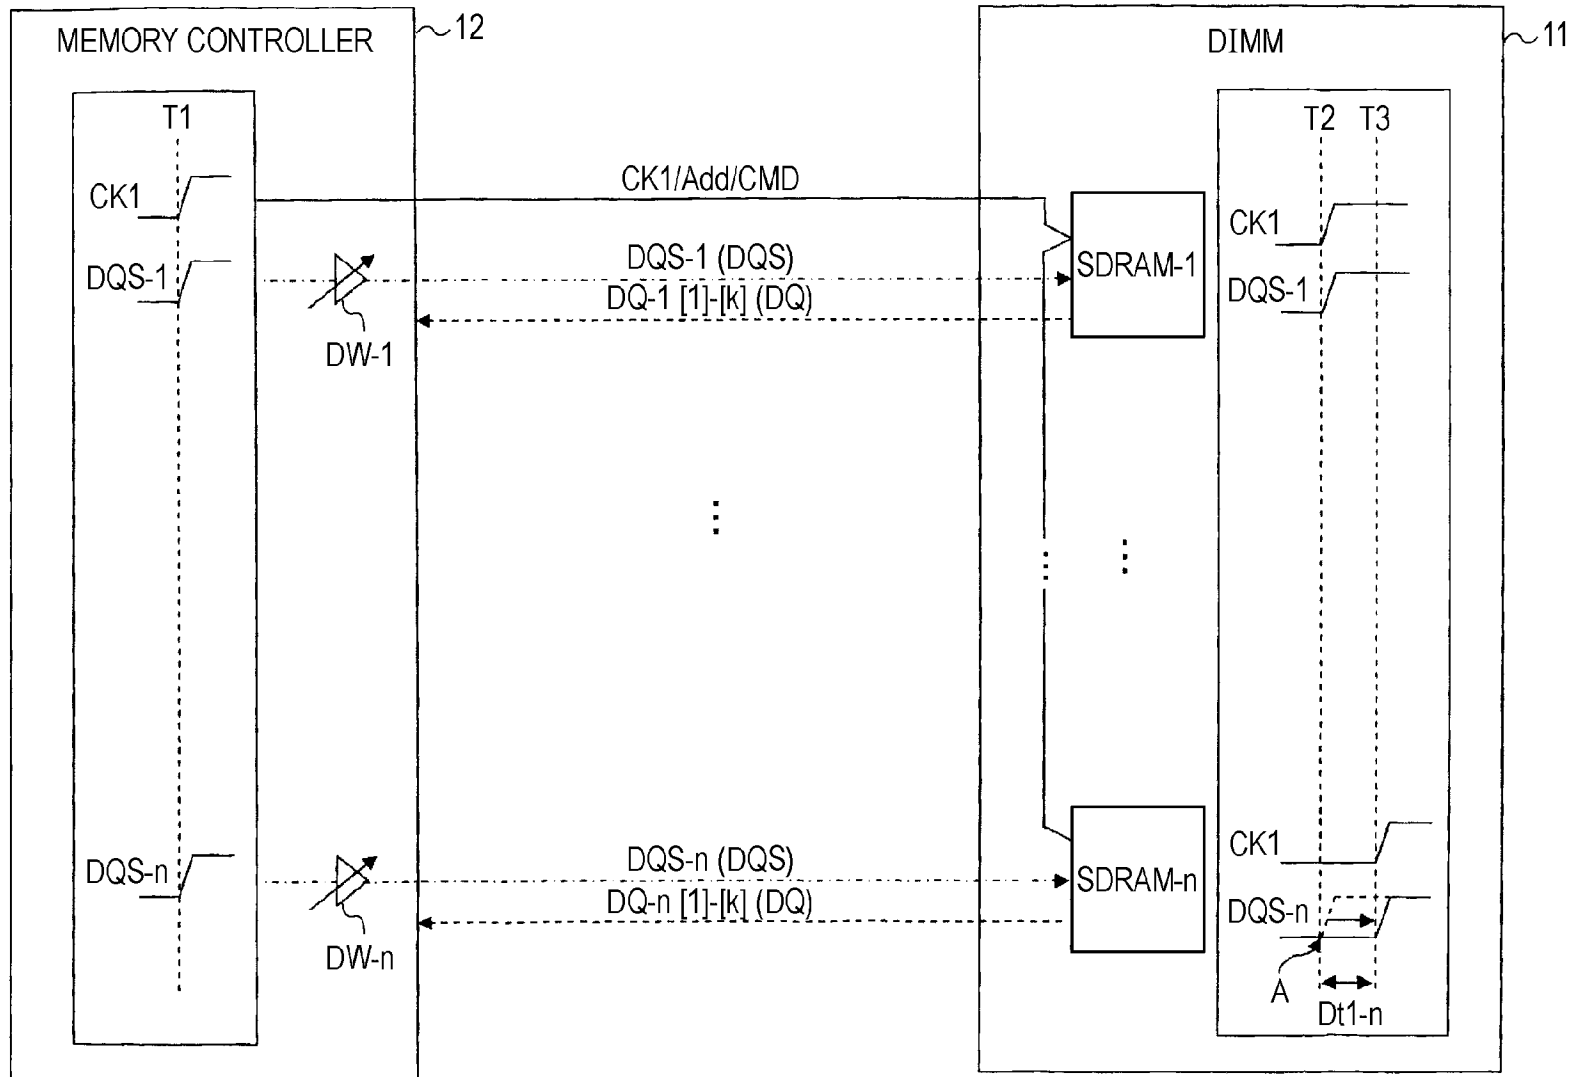 MEMORY CONTROLLER
12
DIMM
11
T1
T2 T3
CK1
CK1/Add/CMD
CK1
DQS-1
DQS-1 (DQS)
SDRAM-1
DQS-1
DQ-1 [1]-[k] (DQ)
DW-1
⋮
⋮
⋮
CK1
DQS-n
DQS-n (DQS)
SDRAM-n
DQS-n
DQ-n [1]-[k] (DQ)
DW-n
A
Dt1-n